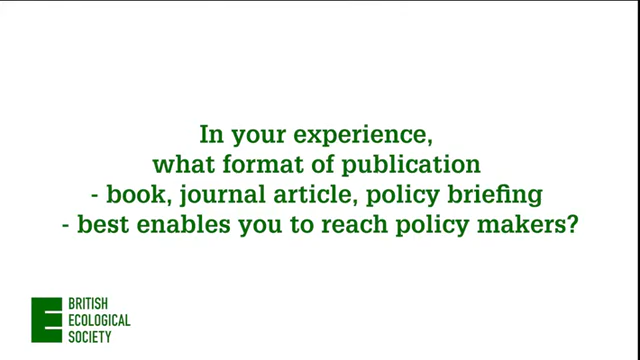 In your experience,
what format of publication
- book, journal article, policy briefing
- best enables you to reach policy makers?
BRITISH
ECOLOGICAL
SOCIETY